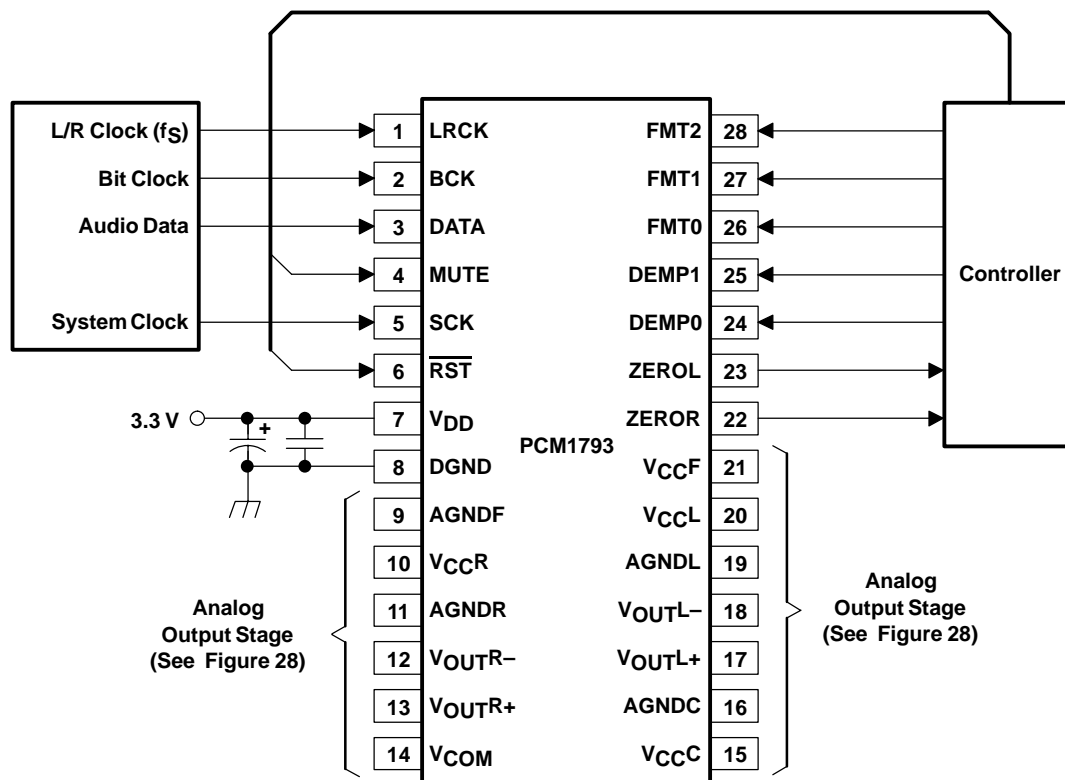 L/R Clock (fS)
Bit Clock
Audio Data
System Clock
3.3 V
+
1 LRCK
2 BCK
3 DATA
4 MUTE
5 SCK
6 R̅S̅T̅
7 VDD
8 DGND
9 AGNDF
10 VCCR
11 AGNDR
12 VOUTR–
13 VOUTR+
14 VCOM
Analog
Output Stage
(See Figure 28)
PCM1793
FMT2 28
FMT1 27
FMT0 26
DEMP1 25
DEMP0 24
ZEROL 23
ZEROR 22
VCCF 21
VCCL 20
AGNDL 19
VOUTL– 18
VOUTL+ 17
AGNDC 16
VCCC 15
Controller
Analog
Output Stage
(See Figure 28)